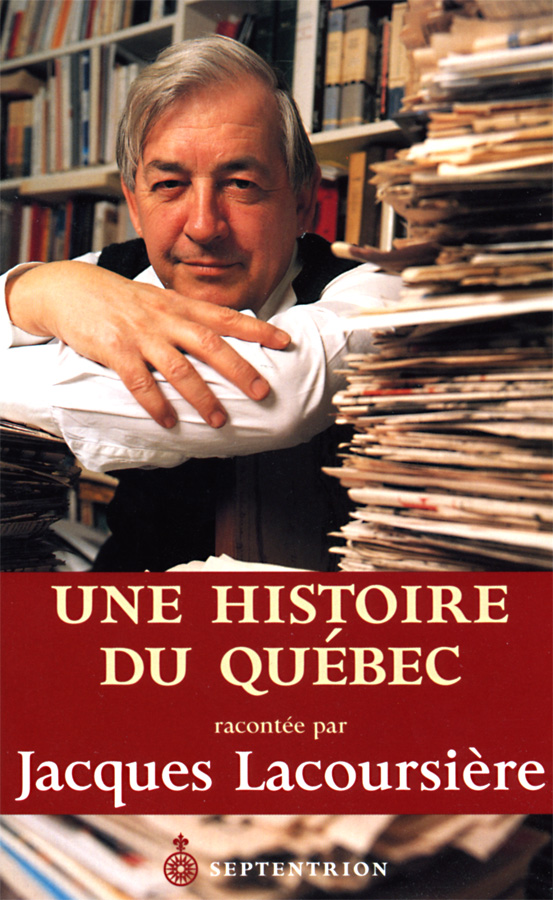 UNE HISTOIRE
DU QUÉBEC
racontée par
Jacques Lacoursière
SEPTENTRION